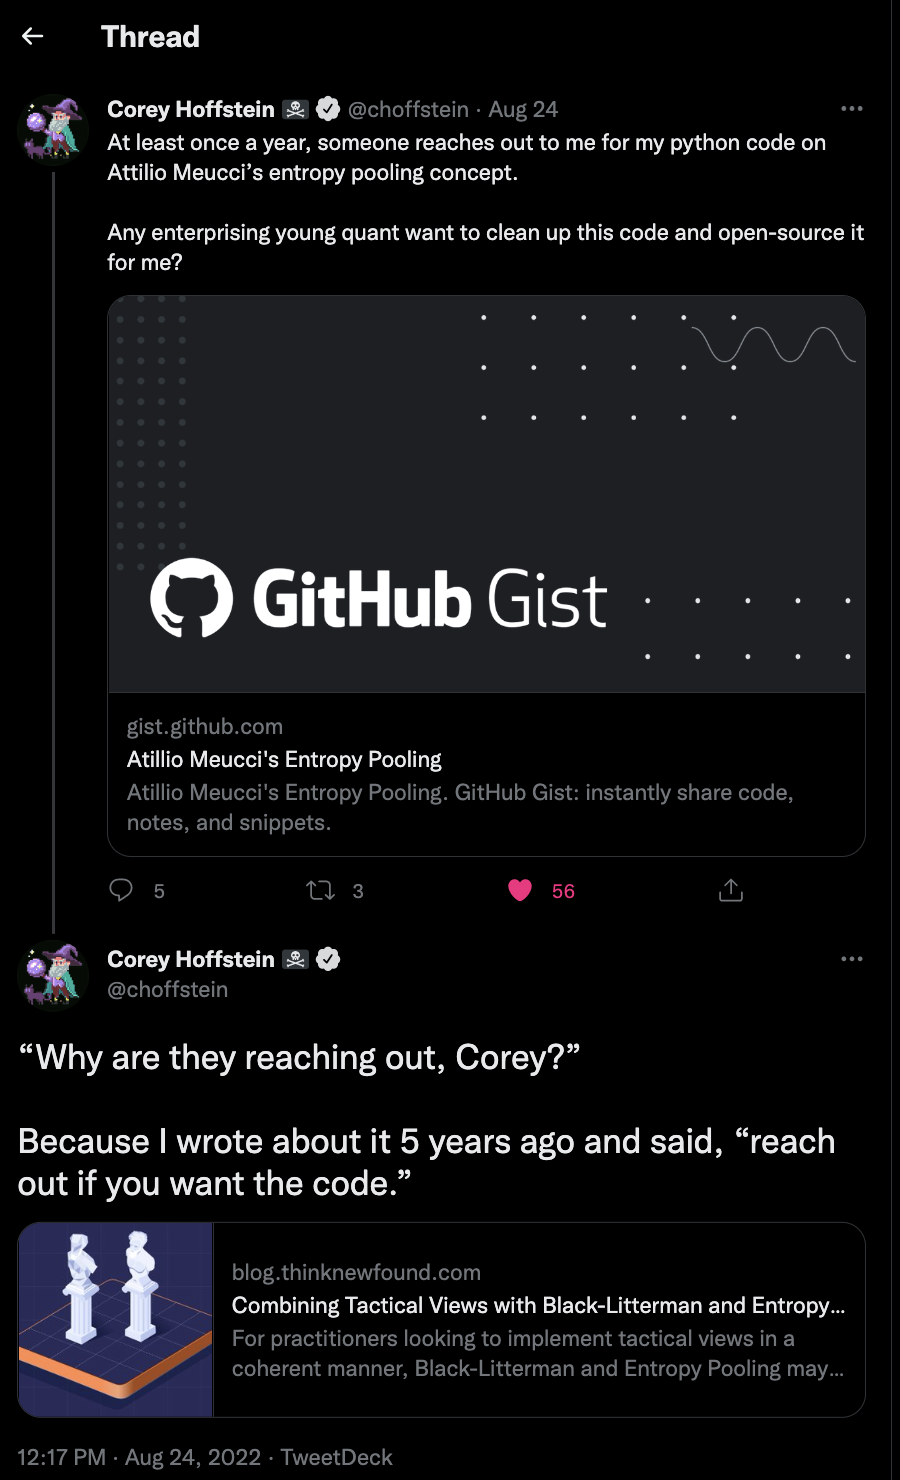 Thread
Corey Hoffstein @choffstein · Aug 24
At least once a year, someone reaches out to me for my python code on
Attilio Meucci’s entropy pooling concept.
Any enterprising young quant want to clean up this code and open-source it
for me?
GitHub Gist
gist.github.com
Atillio Meucci's Entropy Pooling
Atillio Meucci's Entropy Pooling. GitHub Gist: instantly share code,
notes, and snippets.
5 3 56
Corey Hoffstein
@choffstein
“Why are they reaching out, Corey?”
Because I wrote about it 5 years ago and said, “reach
out if you want the code.”
blog.thinknewfound.com
Combining Tactical Views with Black-Litterman and Entropy...
For practitioners looking to implement tactical views in a
coherent manner, Black-Litterman and Entropy Pooling may...
12:17 PM · Aug 24, 2022 · TweetDeck